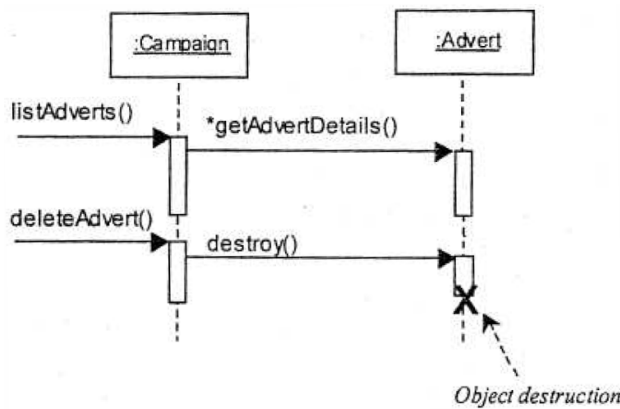 :Campaign
:Advert
listAdverts()
*getAdvertDetails()
deleteAdvert()
destroy()
Object destruction